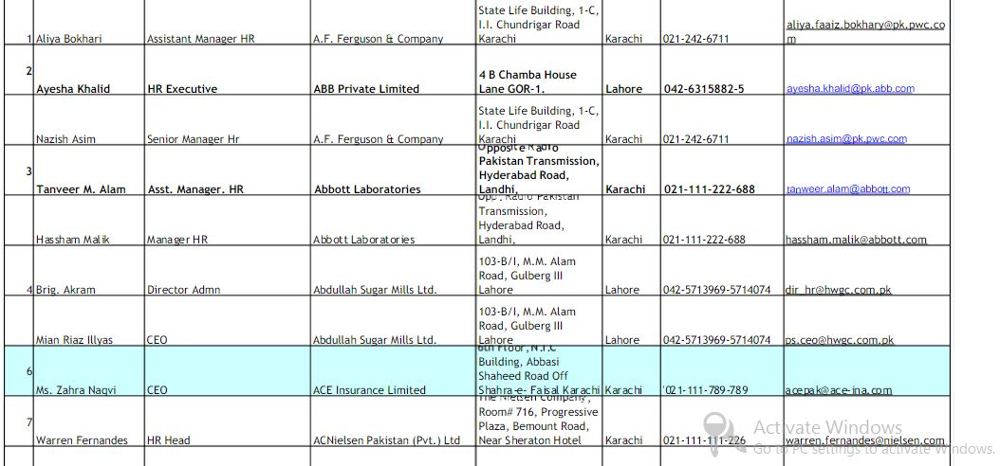 State Life Building, 1-C,
I.I. Chundrigar Road
1 Aliya Bokhari Assistant Manager HR A.F. Ferguson & Company Karachi Karachi 021-242-6711 aliya.faaiz.bokhary@pk.pwc.co
m
2
4 B Chamba House
Ayesha Khalid HR Executive ABB Private Limited Lane GOR-1. Lahore 042-6315882-5 ayesha.khalid@pk.abb.com
State Life Building, 1-C,
I.I. Chundrigar Road
Nazish Asim Senior Manager Hr A.F. Ferguson & Company Karachi Karachi 021-242-6711 nazish.asim@pk.pwc.com
Opposite Radio
3 Pakistan Transmission,
Hyderabad Road,
Tanveer M. Alam Asst. Manager. HR Abbott Laboratories Landhi, Karachi 021-111-222-688 tanweer.alam@abbott.com
Opp. Radio Pakistan
Transmission,
Hyderabad Road,
Hassham Malik Manager HR Abbott Laboratories Landhi, Karachi 021-111-222-688 hassham.malik@abbott.com
103-B/I, M.M. Alam
Road, Gulberg III
4 Brig. Akram Director Admn Abdullah Sugar Mills Ltd. Lahore Lahore 042-5713969-5714074 dir_hr@hwgc.com.pk
103-B/I, M.M. Alam
Road, Gulberg III
Mian Riaz Illyas CEO Abdullah Sugar Mills Ltd. Lahore Lahore 042-5713969-5714074 ps.ceo@hwgc.com.pk
6th Floor, N.I.C
6 Building, Abbasi
Shaheed Road Off
Ms. Zahra Naqvi CEO ACE Insurance Limited Shahra-e- Faisal Karachi Karachi '021-111-789-789 acepak@ace-ina.com
The Nielsen Company,
7 Room# 716, Progressive
Plaza, Bemount Road,
Warren Fernandes HR Head ACNielsen Pakistan (Pvt.) Ltd Near Sheraton Hotel Karachi 021-111-111-226 warren.fernandes@nielsen.com
Activate Windows
Go to PC settings to activate Windows.